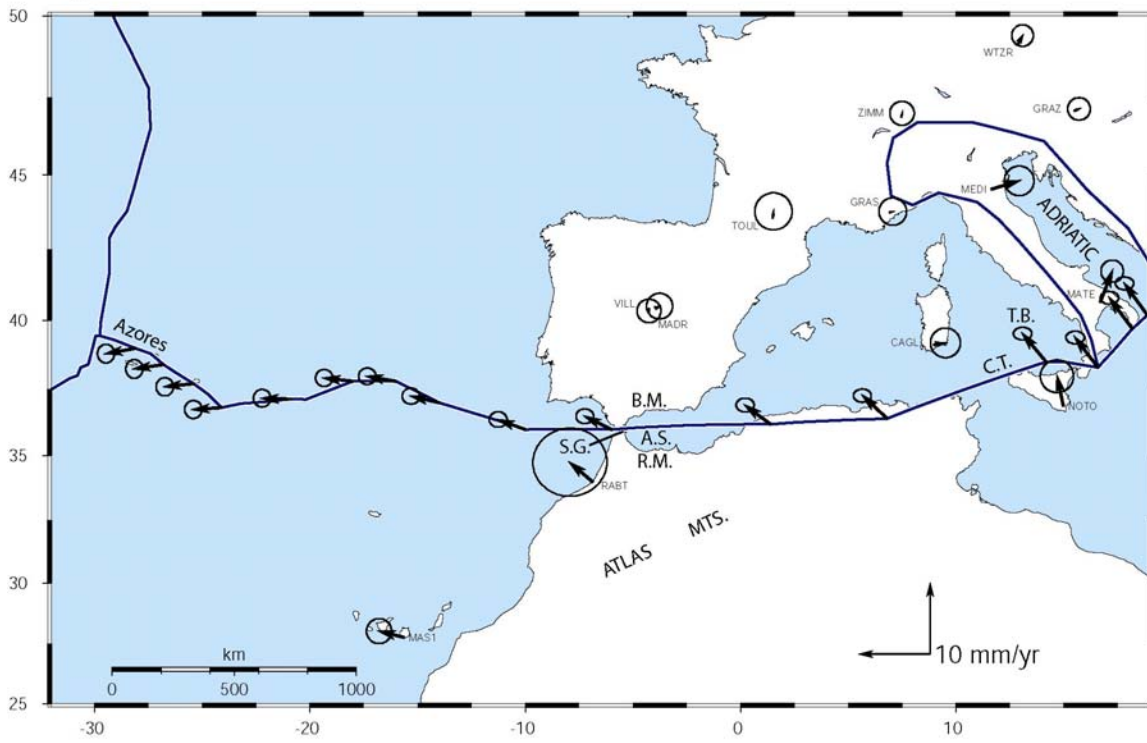 50
WTZR
ZIMM
GRAZ
45
MEDI
GRAS
TOUL
ADRIATIC
VILL
MADR
MATE
40
Azores
T.B.
CAGL
C.T.
NOTO
B.M.
S.G.
A.S.
35
R.M.
RABT
ATLAS MTS.
30
MAS1
km
10 mm/yr
0 500 1000
25
-30 -20 -10 0 10